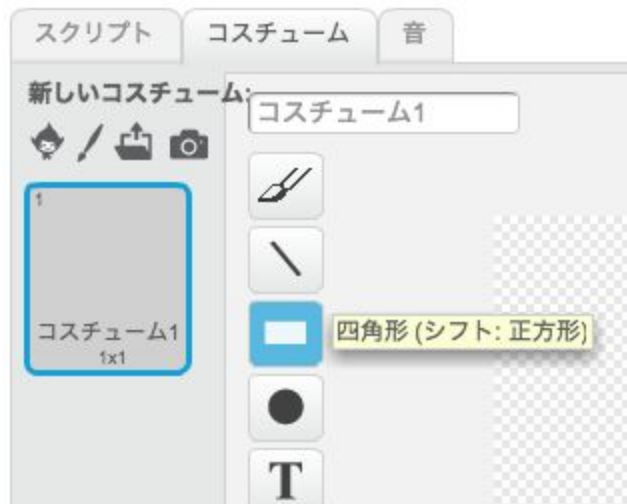 スクリプト
コスチューム
音
新しいコスチューム:
コスチューム1
1
コスチューム1
1x1
四角形 (シフト: 正方形)
T